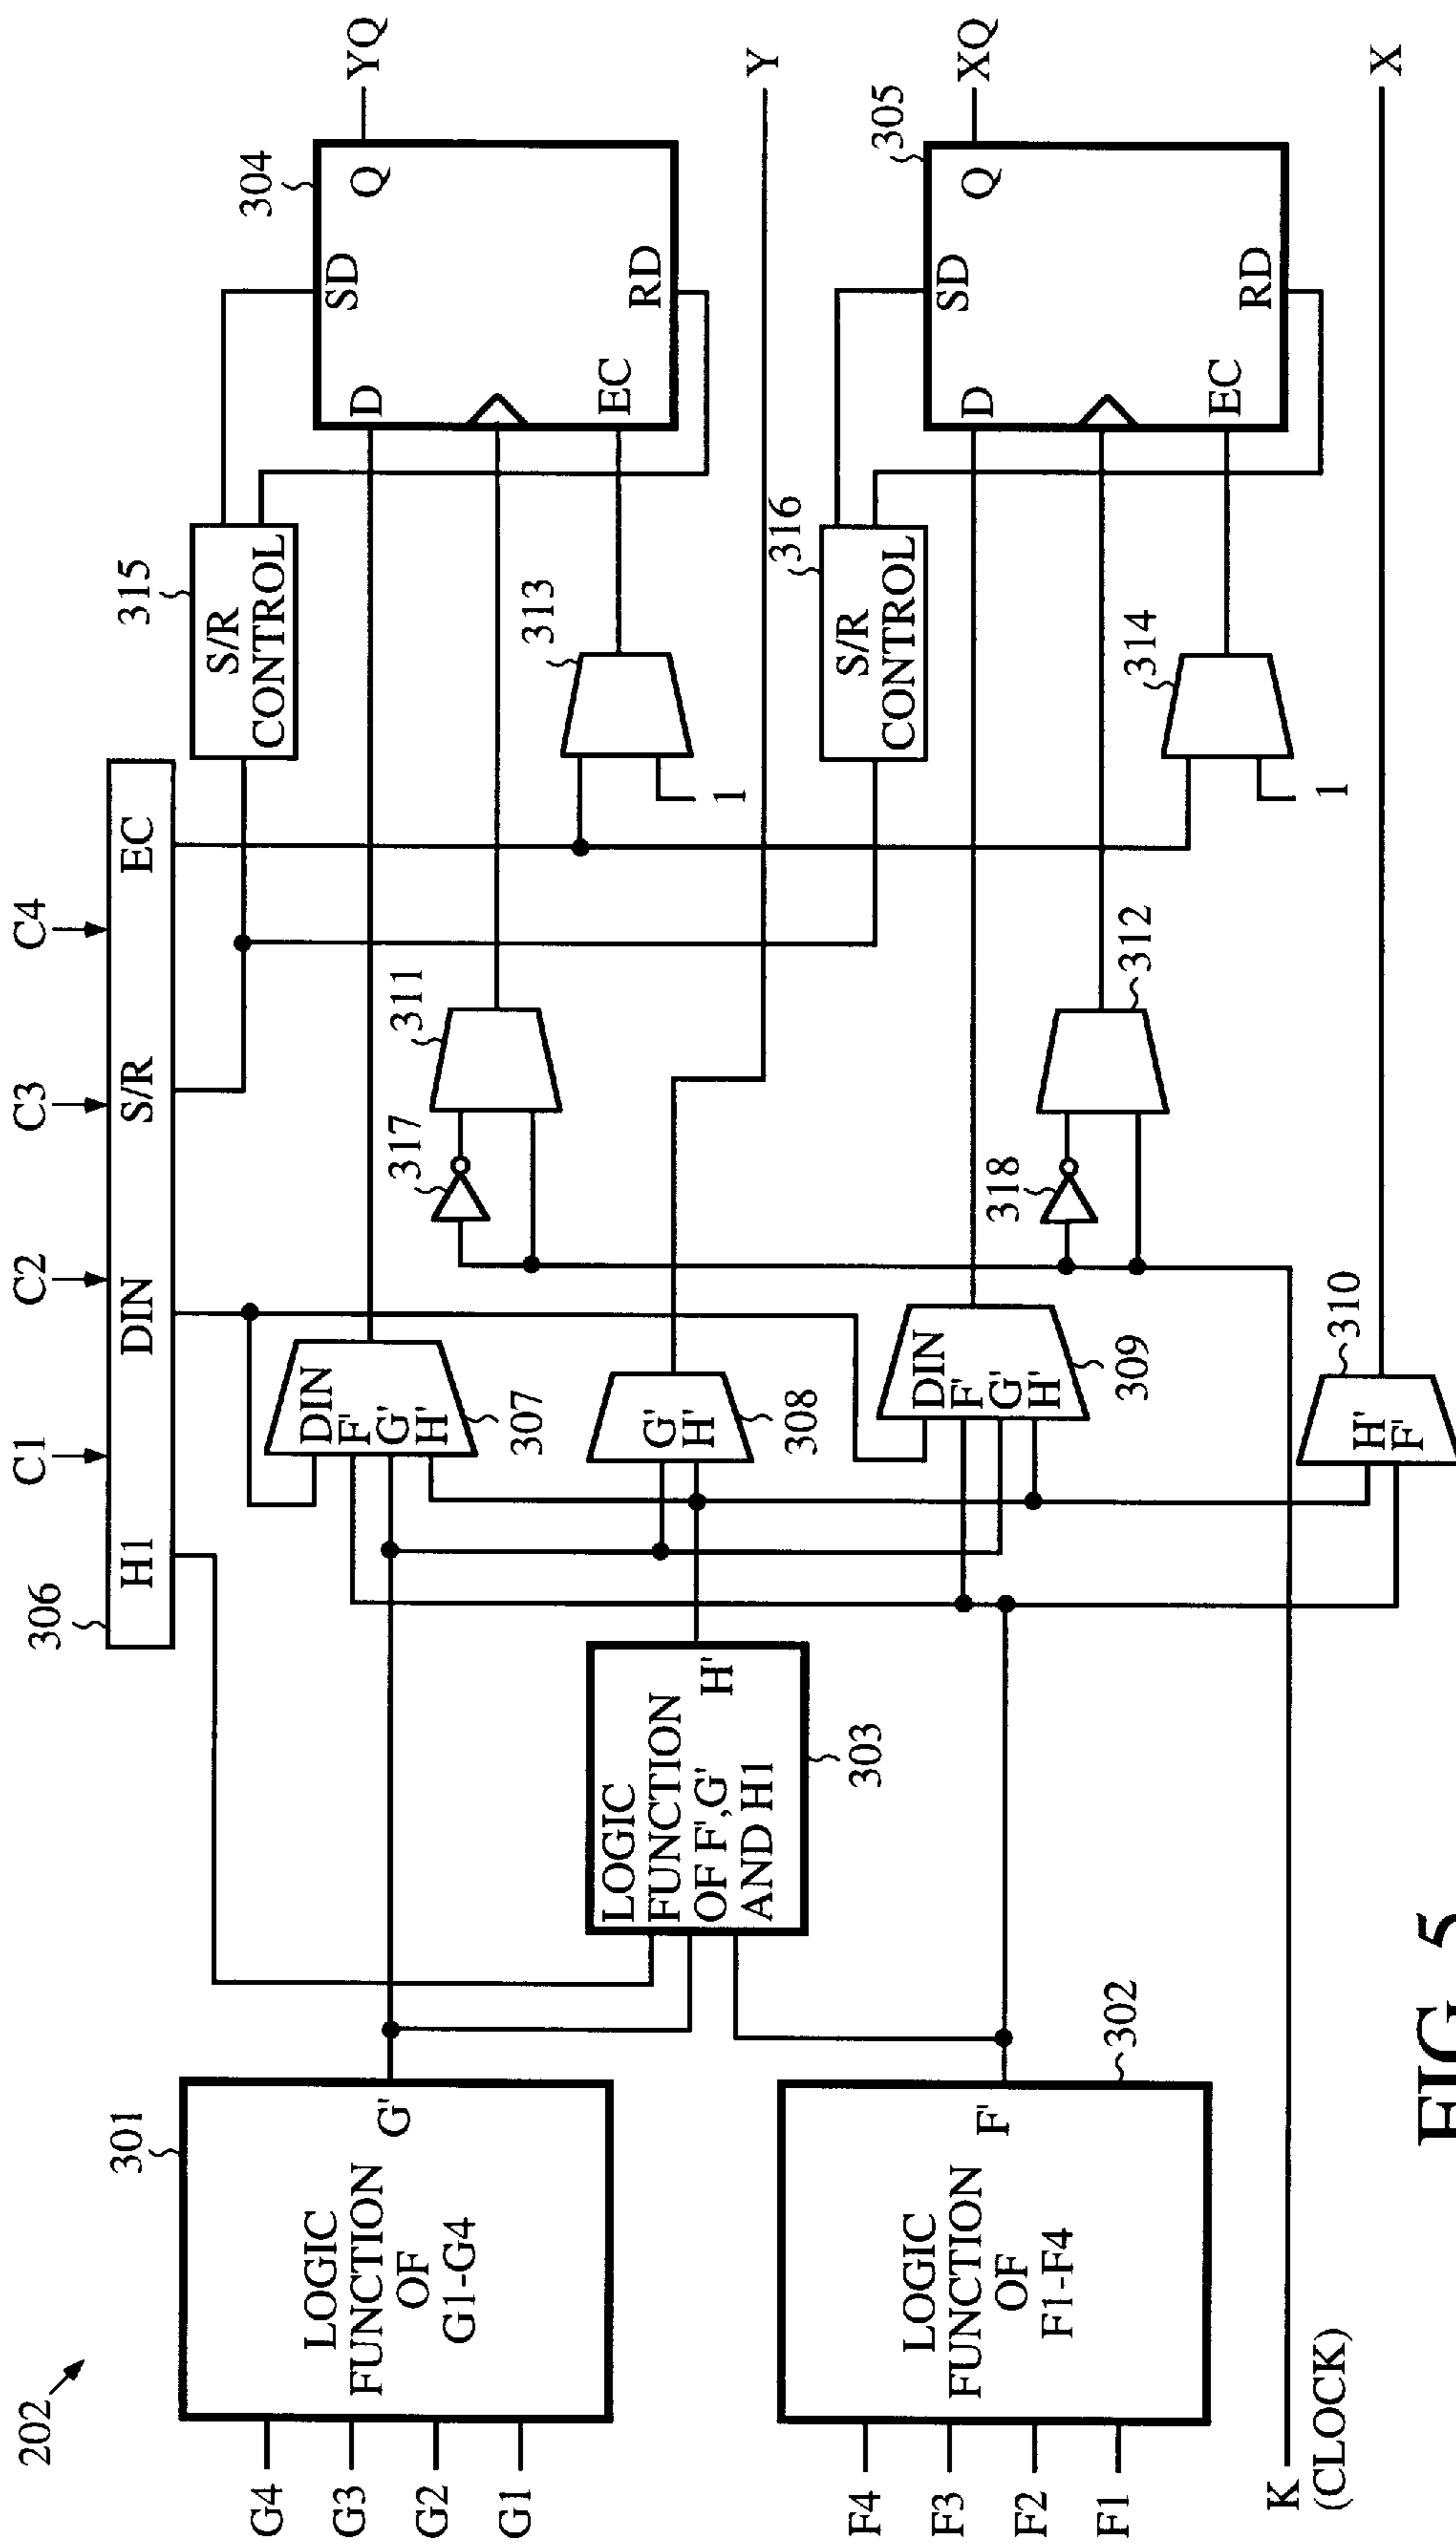 202
C1
C2
C3
C4
306
H1
DIN
S/R
EC
301
LOGIC
FUNCTION
OF
G1-G4
G'
G4
G3
G2
G1
302
LOGIC
FUNCTION
OF
F1-F4
F'
F4
F3
F2
F1
K
(CLOCK)
303
LOGIC
FUNCTION
OF F',G'
AND H1
H'
307
DIN
F'
G'
H'
308
G'
H'
309
DIN
F'
G'
H'
310
H'
F'
317
311
318
312
315
S/R
CONTROL
313
1
316
S/R
CONTROL
314
1
304
D
SD
Q
EC
RD
YQ
Y
305
D
SD
Q
EC
RD
XQ
X
FIG. 5